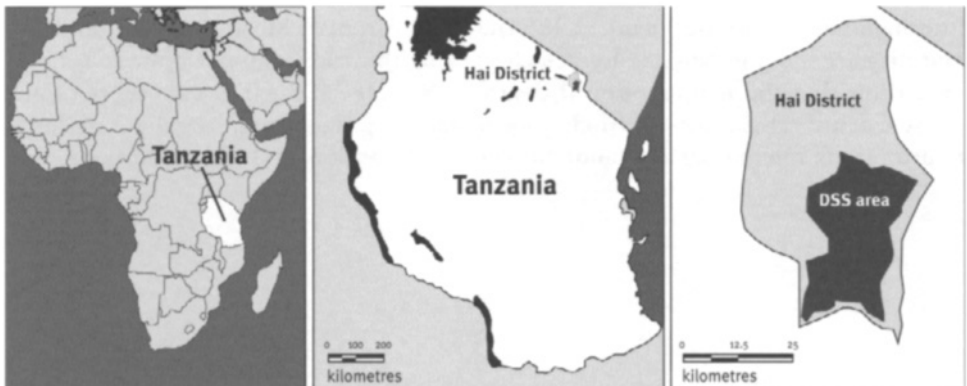 Tanzania
Hai District
Tanzania
0 100 200
kilometres
Hai District
DSS area
0 12.5 25
kilometres